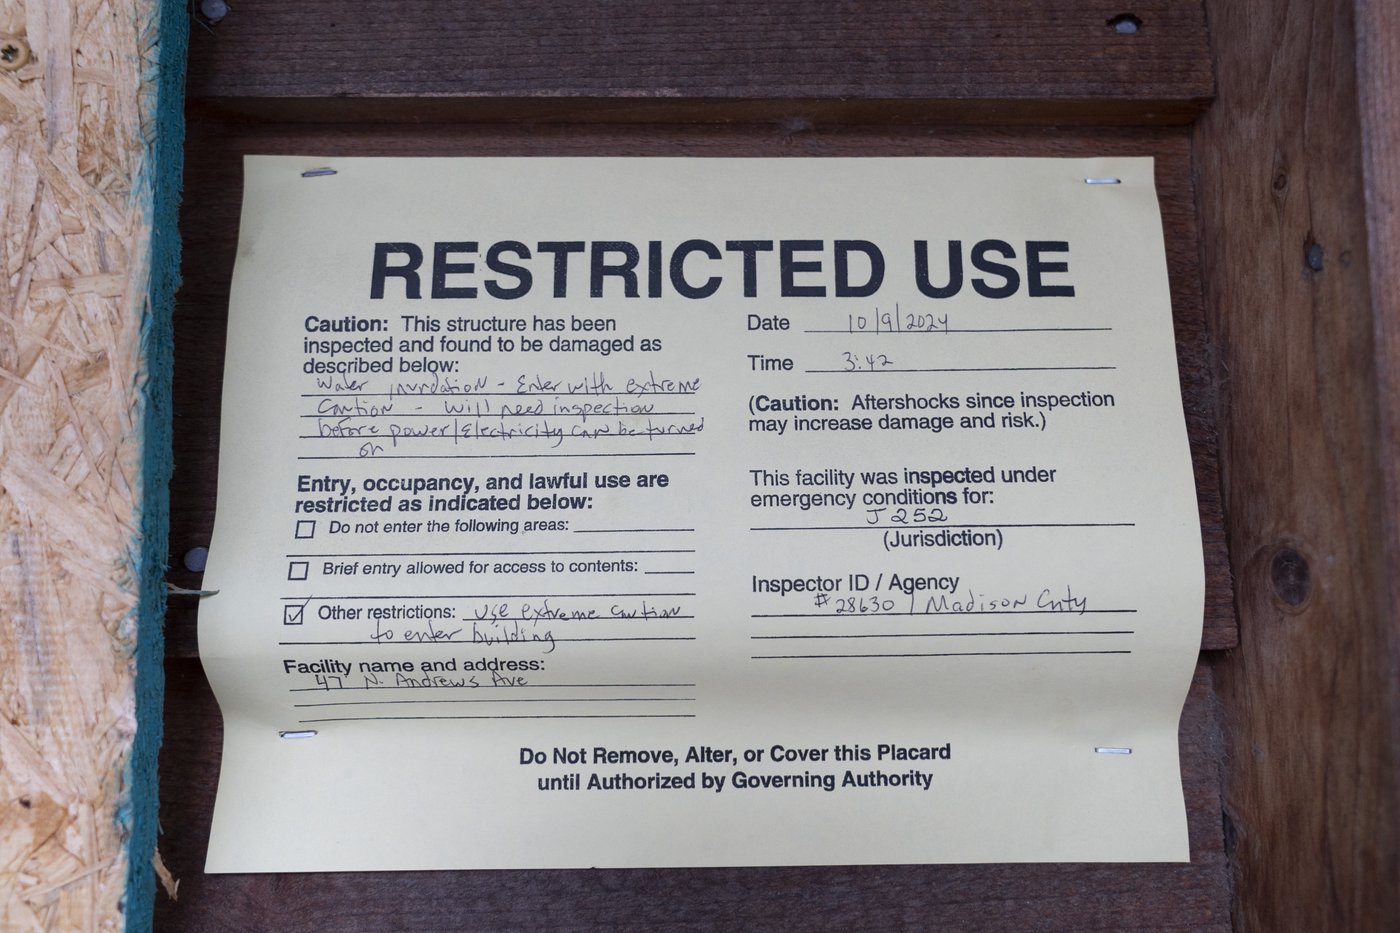 RESTRICTED USE
Caution: This structure has been
inspected and found to be damaged as
described below:
Water inundation - Enter with extreme
Caution - will need inspection
before power/Electricity can be turned
on
Entry, occupancy, and lawful use are
restricted as indicated below:
Do not enter the following areas:
Brief entry allowed for access to contents:
Other restrictions: use extreme caution
to enter building
Facility name and address:
47 N. Andrews Ave
Date 10/9/2024
Time 3:42
(Caution: Aftershocks since inspection
may increase damage and risk.)
This facility was inspected under
emergency conditions for:
J 252
(Jurisdiction)
Inspector ID / Agency
#28630 / Madison Cnty
Do Not Remove, Alter, or Cover this Placard
until Authorized by Governing Authority